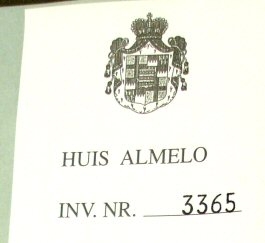 HUIS ALMELO
INV. NR. 3365